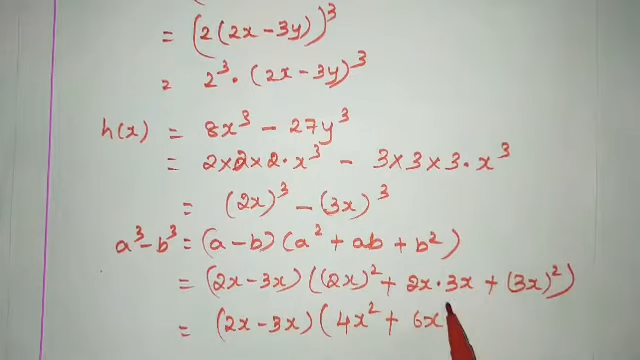 = (2(2x-3y))³
= 2³·(2x-3y)³
h(x) = 8x³ - 27y³
= 2×2×2·x³ - 3×3×3·x³
= (2x)³ - (3x)³
a³-b³ = (a-b)(a²+ab+b²)
= (2x-3x)((2x)²+2x·3x+(3x)²)
= (2x-3x)(4x²+6x